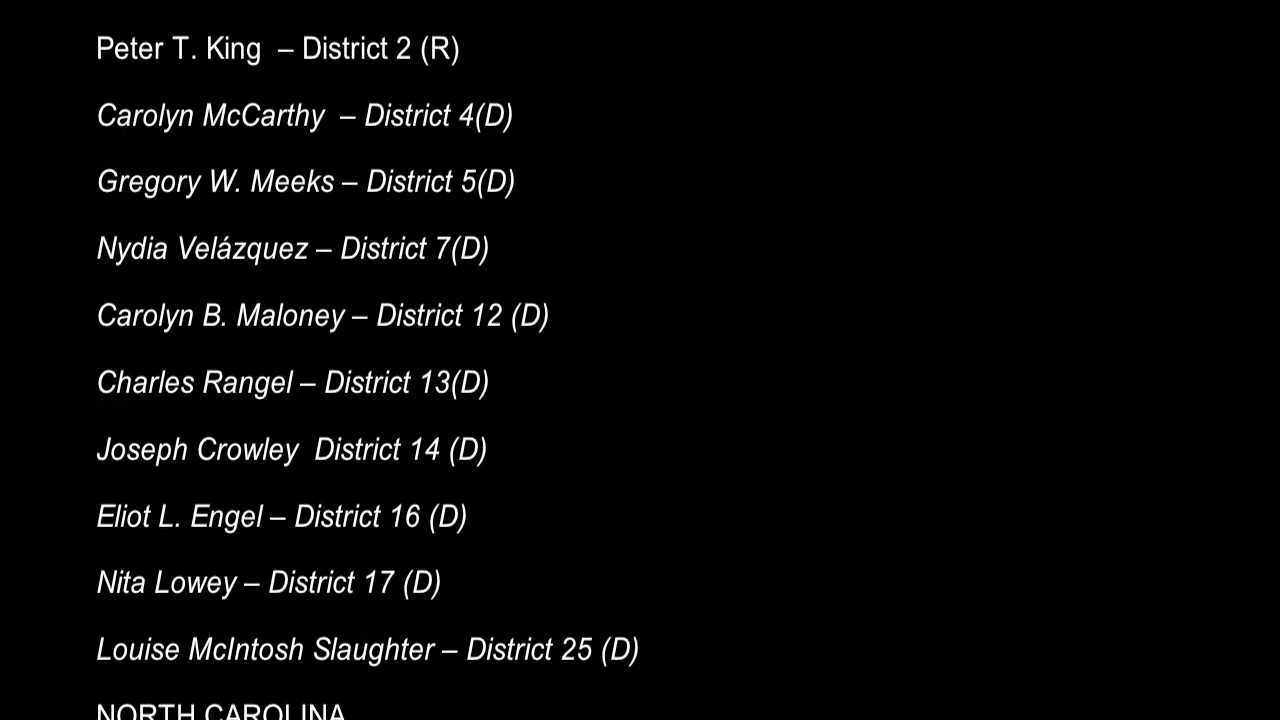 Peter T. King  – District 2 (R)
Carolyn McCarthy  – District 4(D)
Gregory W. Meeks – District 5(D)
Nydia Velázquez – District 7(D)
Carolyn B. Maloney – District 12 (D)
Charles Rangel – District 13(D)
Joseph Crowley  District 14 (D)
Eliot L. Engel – District 16 (D)
Nita Lowey – District 17 (D)
Louise McIntosh Slaughter – District 25 (D)
NORTH CAROLINA